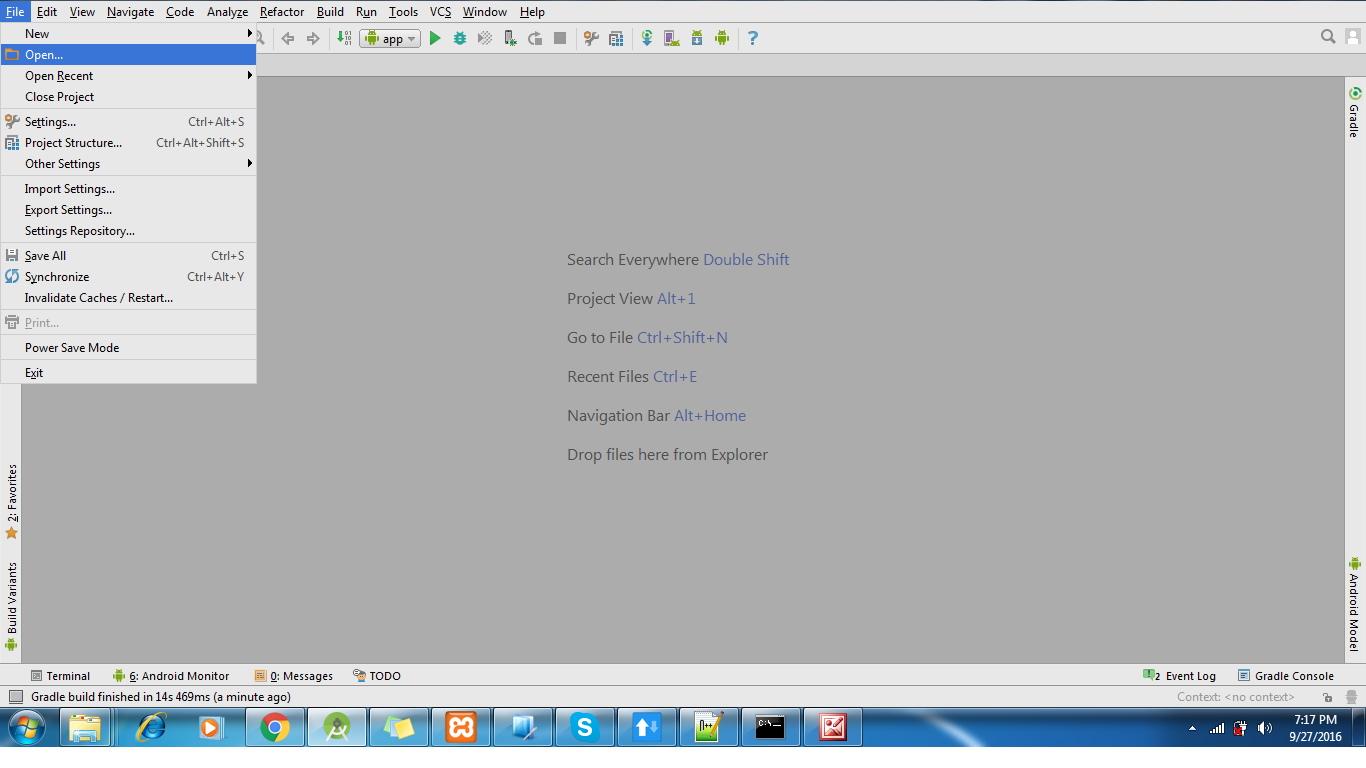 File Edit View Navigate Code Analyze Refactor Build Run Tools VCS Window Help
app
?
New
Open...
Open Recent
Close Project
Settings... Ctrl+Alt+S
Project Structure... Ctrl+Alt+Shift+S
Other Settings
Import Settings...
Export Settings...
Settings Repository...
Save All Ctrl+S
Synchronize Ctrl+Alt+Y
Invalidate Caches / Restart...
Print...
Power Save Mode
Exit
Search Everywhere Double Shift
Project View Alt+1
Go to File Ctrl+Shift+N
Recent Files Ctrl+E
Navigation Bar Alt+Home
Drop files here from Explorer
2: Favorites
Build Variants
Gradle
Android Model
Terminal 6: Android Monitor 0: Messages TODO 2 Event Log Gradle Console
Gradle build finished in 14s 469ms (a minute ago) Context: <no context>
7:17 PM
9/27/2016